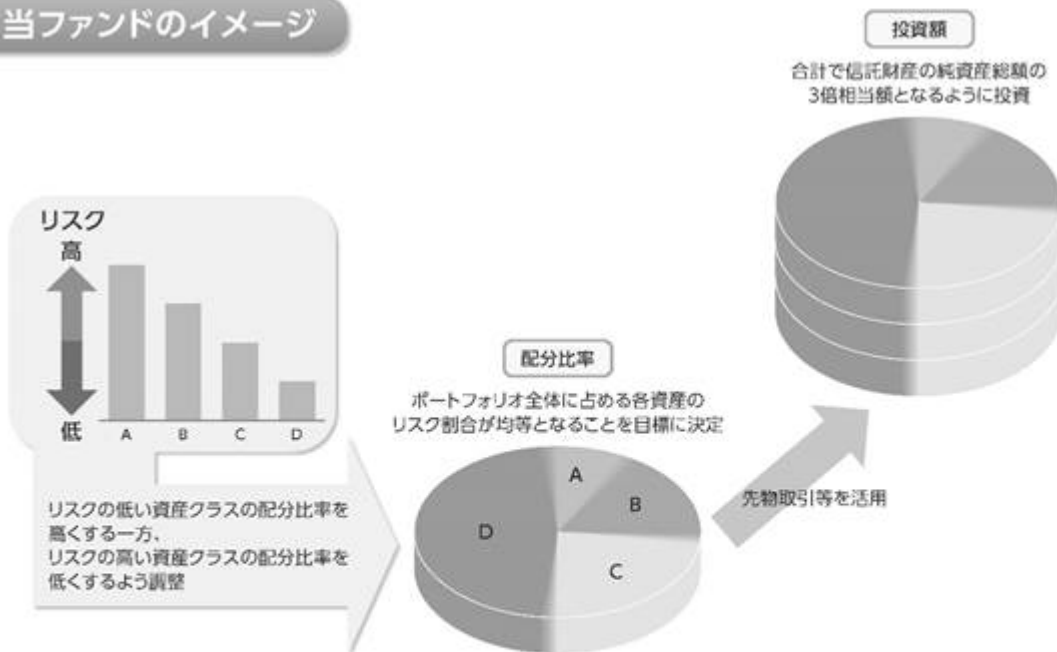 当ファンドのイメージ
投資額
合計で信託財産の純資産総額の
3倍相当額となるように投資
リスク
高
低
A B C D
配分比率
ポートフォリオ全体に占める各資産の
リスク割合が均等となることを目標に決定
リスクの低い資産クラスの配分比率を
高くする一方、
リスクの高い資産クラスの配分比率を
低くするよう調整
A
B
C
D
先物取引等を活用